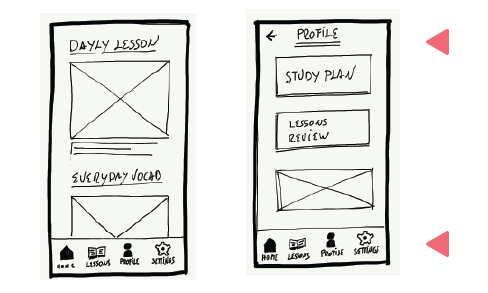 DAYLY LESSON
EVERYDAY VOCAB
HOME LESSONS PROFILE SETTINGS
PROFILE
STUDY PLAN
LESSONS
REVIEW
HOME LESSONS PROFILE SETTINGS